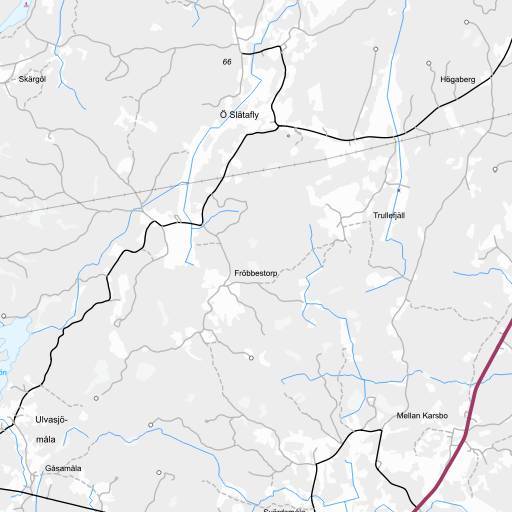 66
Skärgöl
Högaberg
Ö Slätafly
Trullefjäll
Fröbbestorp
Mellan Karsbo
Ulvasjö-
måla
Gåsamåla